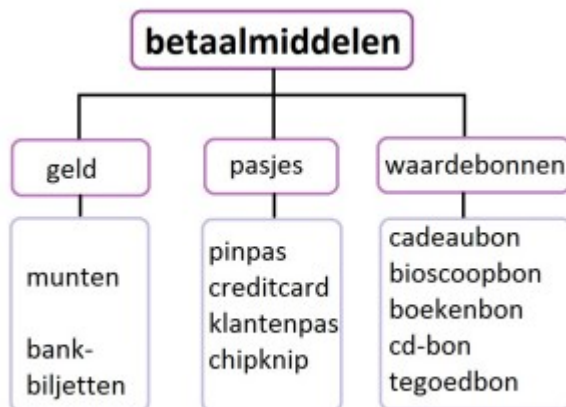 betaalmiddelen
geld
munten
bank-
biljetten
pasjes
pinpas
creditcard
klantenpas
chipknip
waardebonnen
cadeaubon
bioscoopbon
boekenbon
cd-bon
tegoedbon